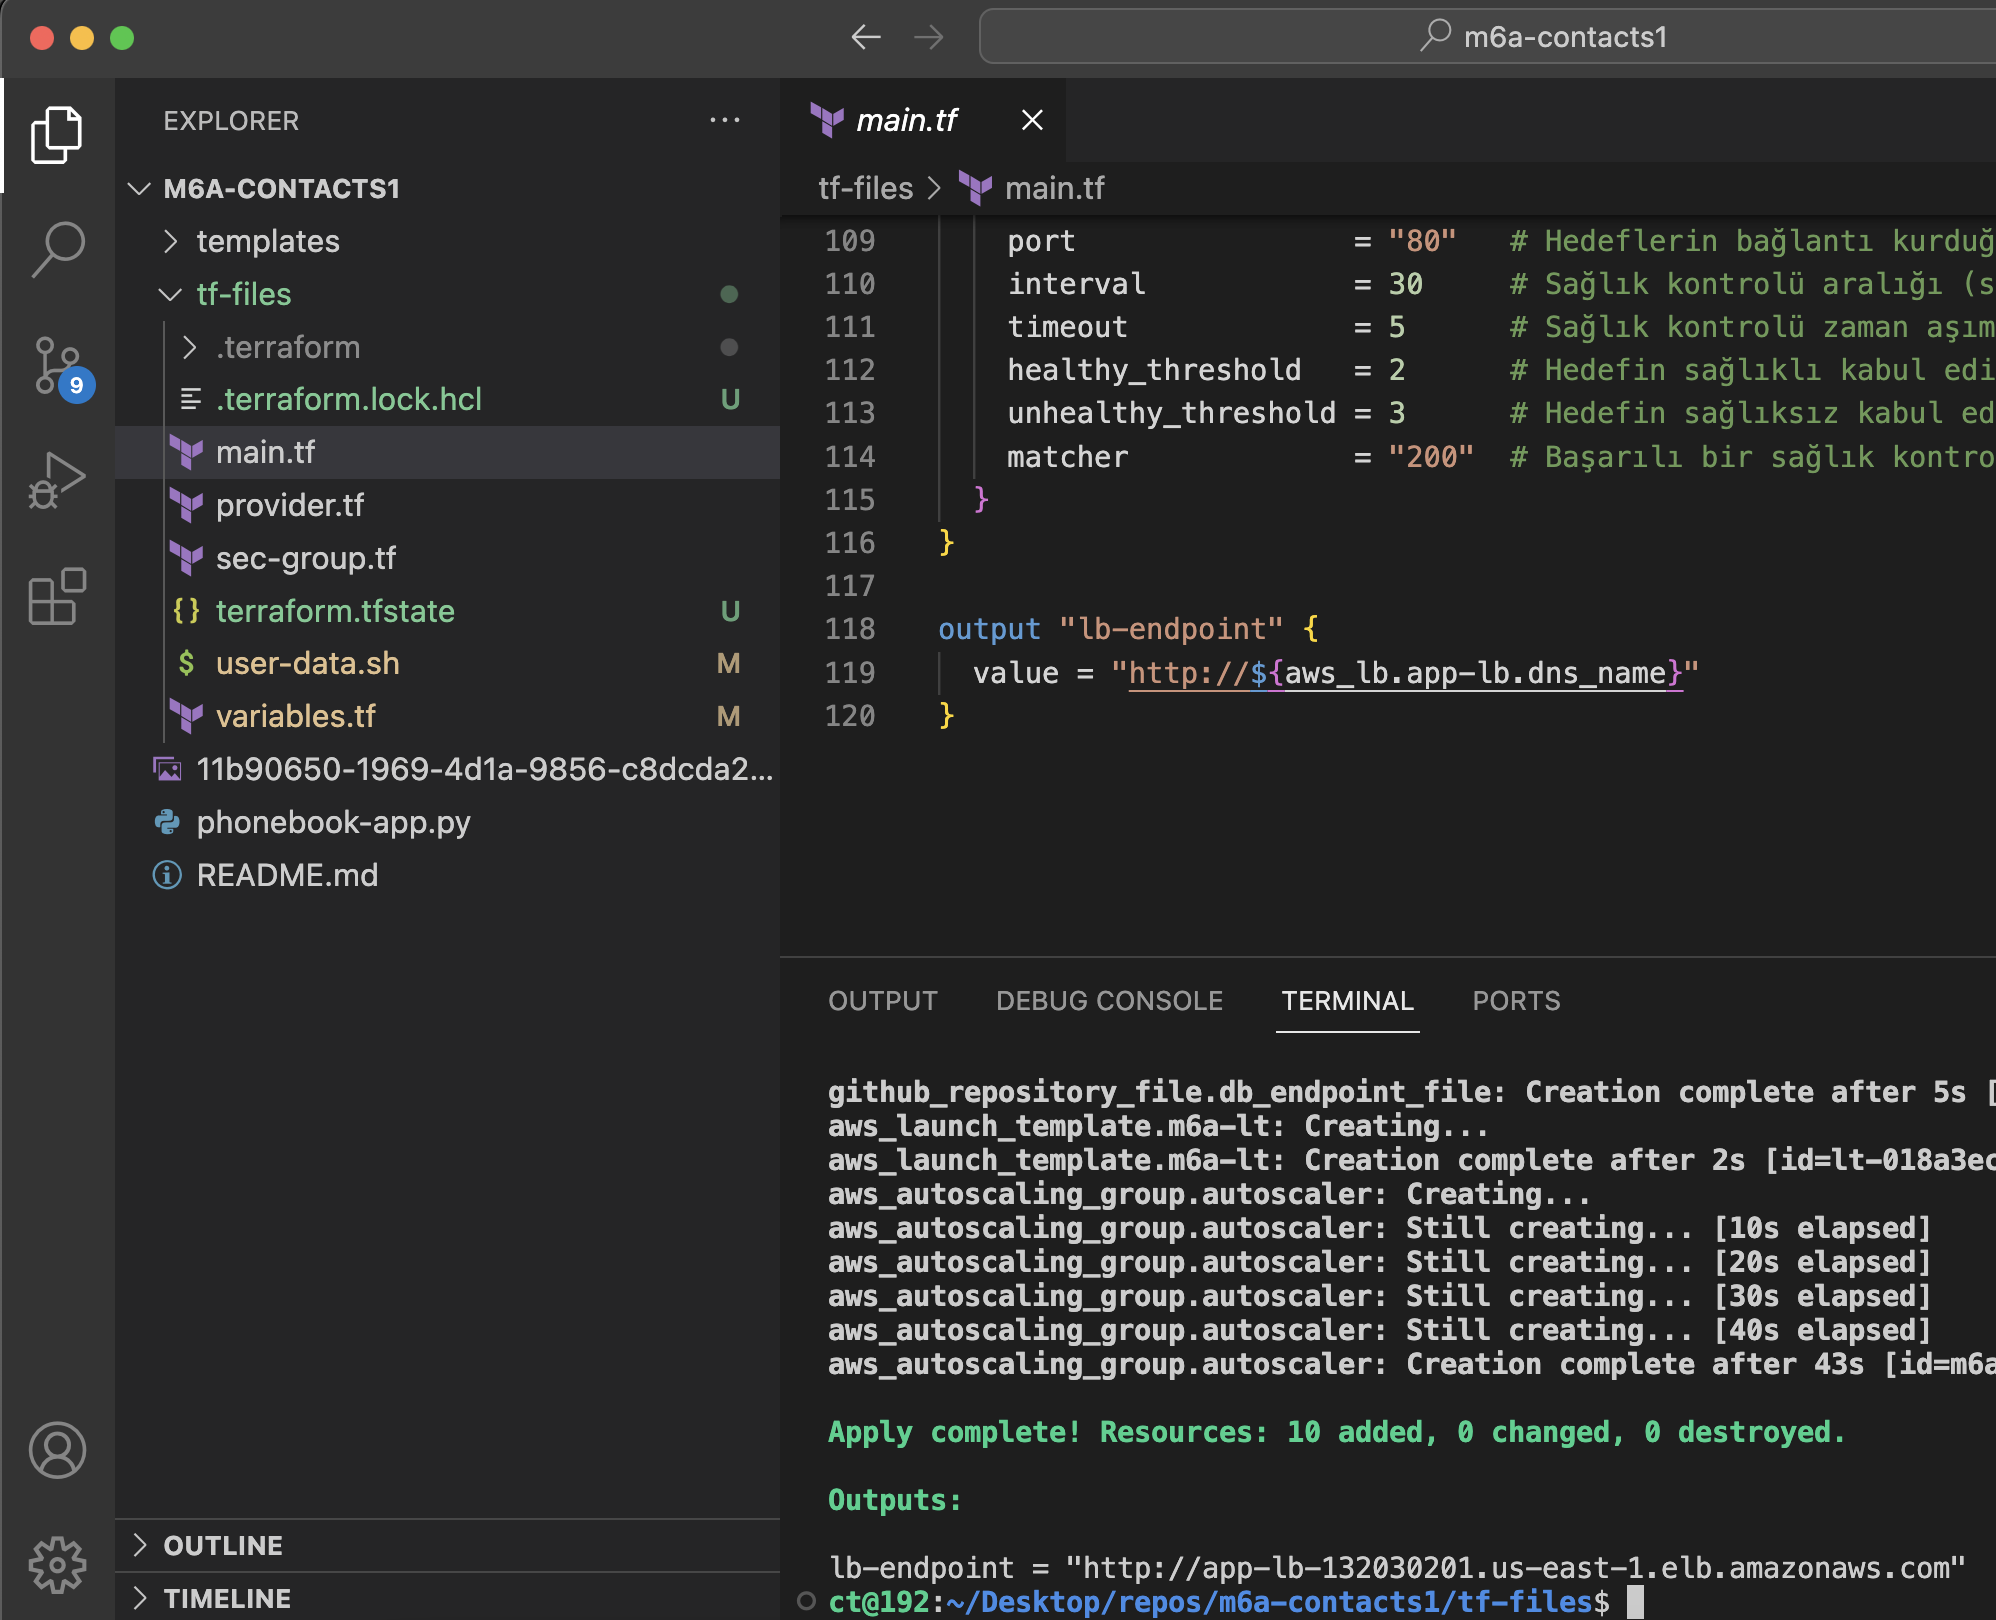 m6a-contacts1
EXPLORER
main.tf
M6A-CONTACTS1
tf-files > main.tf
templates
tf-files
.terraform
.terraform.lock.hcl U
main.tf
provider.tf
sec-group.tf
terraform.tfstate U
user-data.sh M
variables.tf M
11b90650-1969-4d1a-9856-c8dcda2...
phonebook-app.py
README.md
9
OUTLINE
TIMELINE
109 port = "80" # Hedeflerin bağlantı
110 interval = 30 # Sağlık kontrolü aralığı (s
111 timeout = 5 # Sağlık kontrolü zaman
112 healthy_threshold = 2 # Hedefin sağlıklı kabul
113 unhealthy_threshold = 3 # Hedefin sağlıksız kabul
114 matcher = "200" # Başarılı bir sağlık
115 }
116 }
117
118 output "lb-endpoint" {
119 value = "http://${aws_lb.app-lb.dns_name}"
120 }
OUTPUT DEBUG CONSOLE TERMINAL PORTS
github_repository_file.db_endpoint_file: Creation complete after 5s [
aws_launch_template.m6a-lt: Creating...
aws_launch_template.m6a-lt: Creation complete after 2s [id=lt-018a3ec
aws_autoscaling_group.autoscaler: Creating...
aws_autoscaling_group.autoscaler: Still creating... [10s elapsed]
aws_autoscaling_group.autoscaler: Still creating... [20s elapsed]
aws_autoscaling_group.autoscaler: Still creating... [30s elapsed]
aws_autoscaling_group.autoscaler: Still creating... [40s elapsed]
aws_autoscaling_group.autoscaler: Creation complete after 43s [id=m6a
Apply complete! Resources: 10 added, 0 changed, 0 destroyed.
Outputs:
lb-endpoint = "http://app-lb-132030201.us-east-1.elb.amazonaws.com"
ct@192:~/Desktop/repos/m6a-contacts1/tf-files$